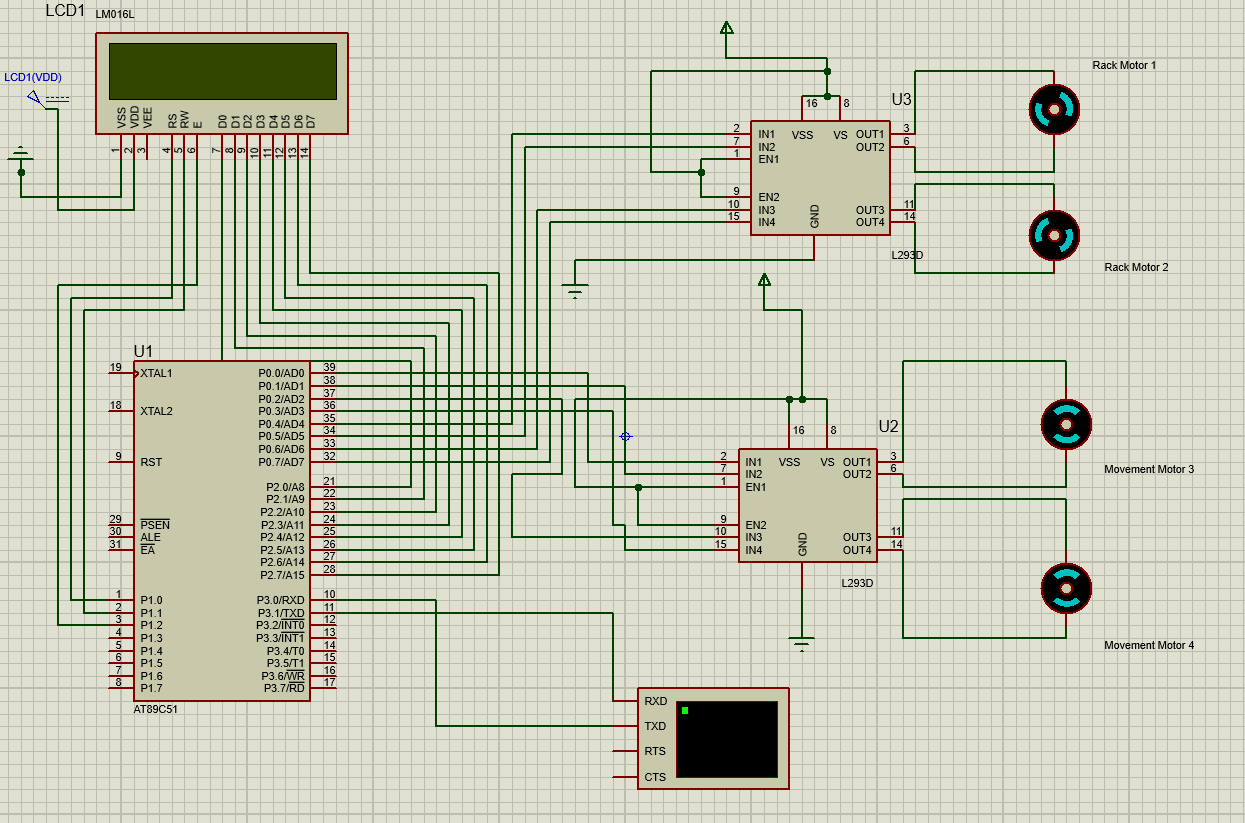 LCD1 LM016L
LCD1(VDD)
VSS VDD VEE RS RW E D0 D1 D2 D3 D4 D5 D6 D7
1 2 3 4 5 6 7 8 9 10 11 12 13 14
Rack Motor 1
U3
16 8
VSS VS
2 IN1 OUT1 3
7 IN2 OUT2 6
1 EN1
9 EN2
10 IN3 OUT3 11
15 IN4 OUT4 14
GND
L293D
Rack Motor 2
U1
19 XTAL1
18 XTAL2
9 RST
29 PSEN
30 ALE
31 EA
1 P1.0
2 P1.1
3 P1.2
4 P1.3
5 P1.4
6 P1.5
7 P1.6
8 P1.7
P0.0/AD0 39
P0.1/AD1 38
P0.2/AD2 37
P0.3/AD3 36
P0.4/AD4 35
P0.5/AD5 34
P0.6/AD6 33
P0.7/AD7 32
P2.0/A8 21
P2.1/A9 22
P2.2/A10 23
P2.3/A11 24
P2.4/A12 25
P2.5/A13 26
P2.6/A14 27
P2.7/A15 28
P3.0/RXD 10
P3.1/TXD 11
P3.2/INT0 12
P3.3/INT1 13
P3.4/T0 14
P3.5/T1 15
P3.6/WR 16
P3.7/RD 17
AT89C51
U2
16 8
VSS VS
2 IN1 OUT1 3
7 IN2 OUT2 6
1 EN1
9 EN2
10 IN3 OUT3 11
15 IN4 OUT4 14
GND
L293D
Movement Motor 3
Movement Motor 4
RXD
TXD
RTS
CTS